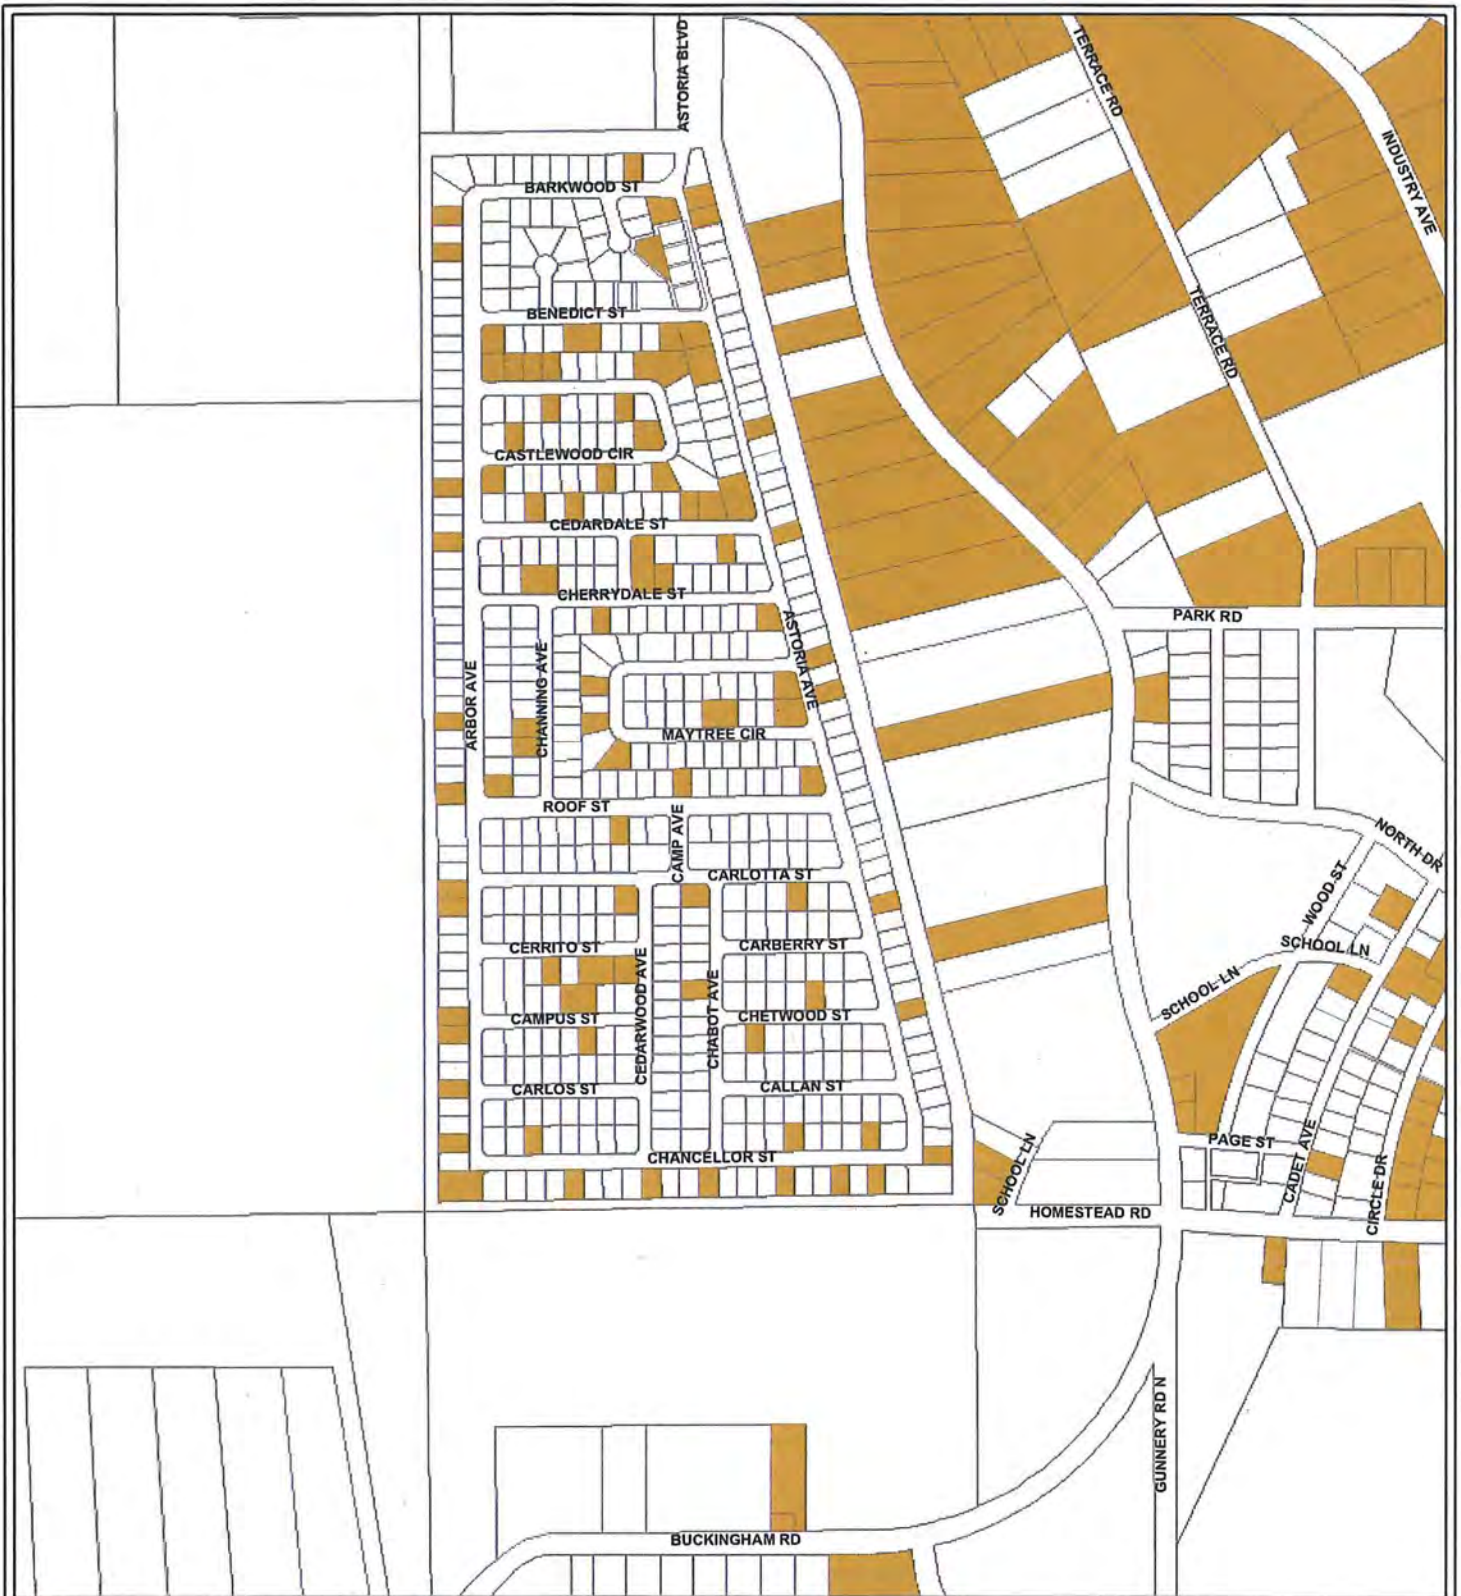 ASTORIA BLVD
TERRACE RD
INDUSTRY AVE
BARKWOOD ST
BENEDICT ST
TERRACE RD
CASTLEWOOD CIR
CEDARDALE ST
CHERRYDALE ST
PARK RD
ASTORIA AVE
ARBOR AVE
CHANNING AVE
MAYTREE CIR
ROOF ST
CAMP AVE
NORTH DR
CARLOTTA ST
WOOD ST
CERRITO ST
CARBERRY ST
SCHOOL LN
CEDARWOOD AVE
CHABOT AVE
SCHOOL LN
CAMPUS ST
CHETWOOD ST
CARLOS ST
CALLAN ST
PAGE ST
CADET AVE
CHANCELLOR ST
SCHOOL LN
CIRCLE DR
HOMESTEAD RD
GUNNERY RD N
BUCKINGHAM RD